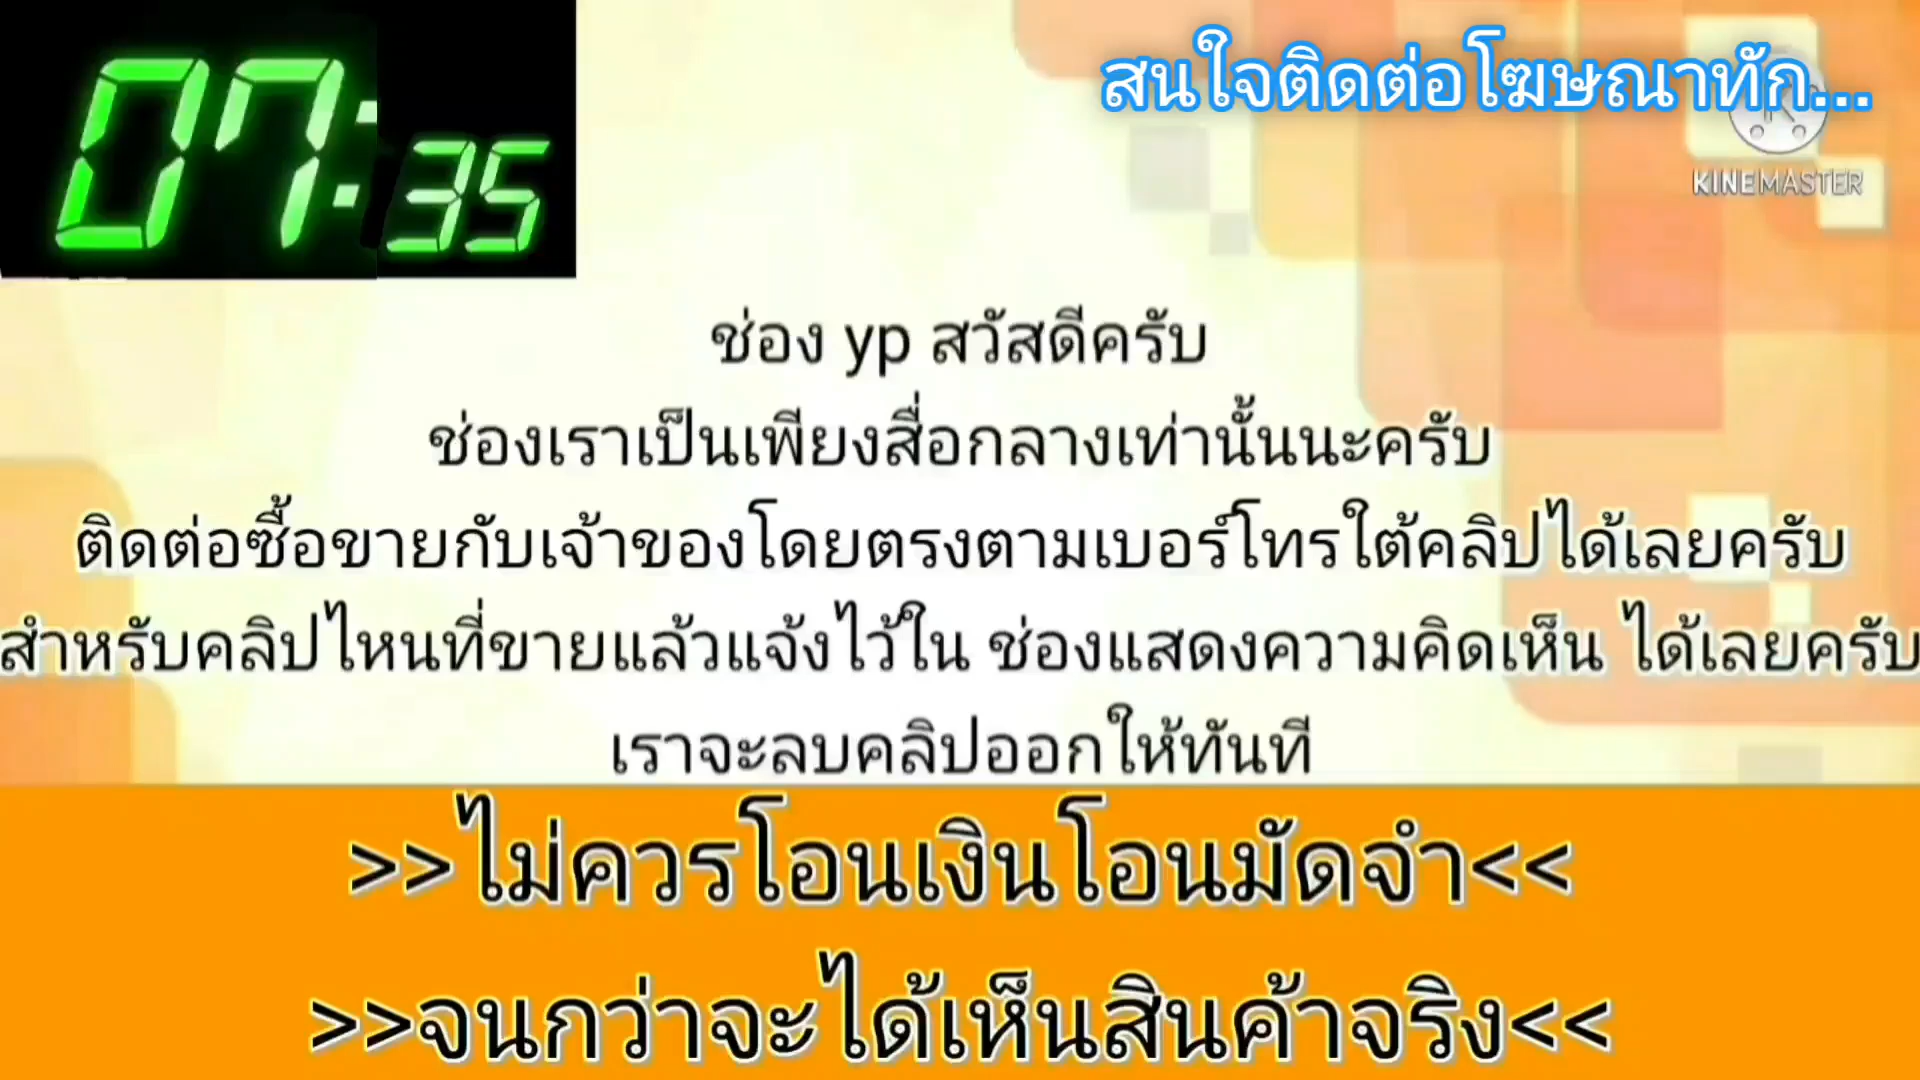 07:35
สนใจติดต่อโฆษณาทัก...
KINEMASTER
ช่อง yp สวัสดีครับ
ช่องเราเป็นเพียงสื่อกลางเท่านั้นนะครับ
ติดต่อซื้อขายกับเจ้าของโดยตรงตามเบอร์โทรใต้คลิปได้เลยครับ
สำหรับคลิปไหนที่ขายแล้วแจ้งไว้ใน ช่องแสดงความคิดเห็น ได้เลยครับ
เราจะลบคลิปออกให้ทันที
>>ไม่ควรโอนเงินโอนมัดจำ<<
>>จนกว่าจะได้เห็นสินค้าจริง<<